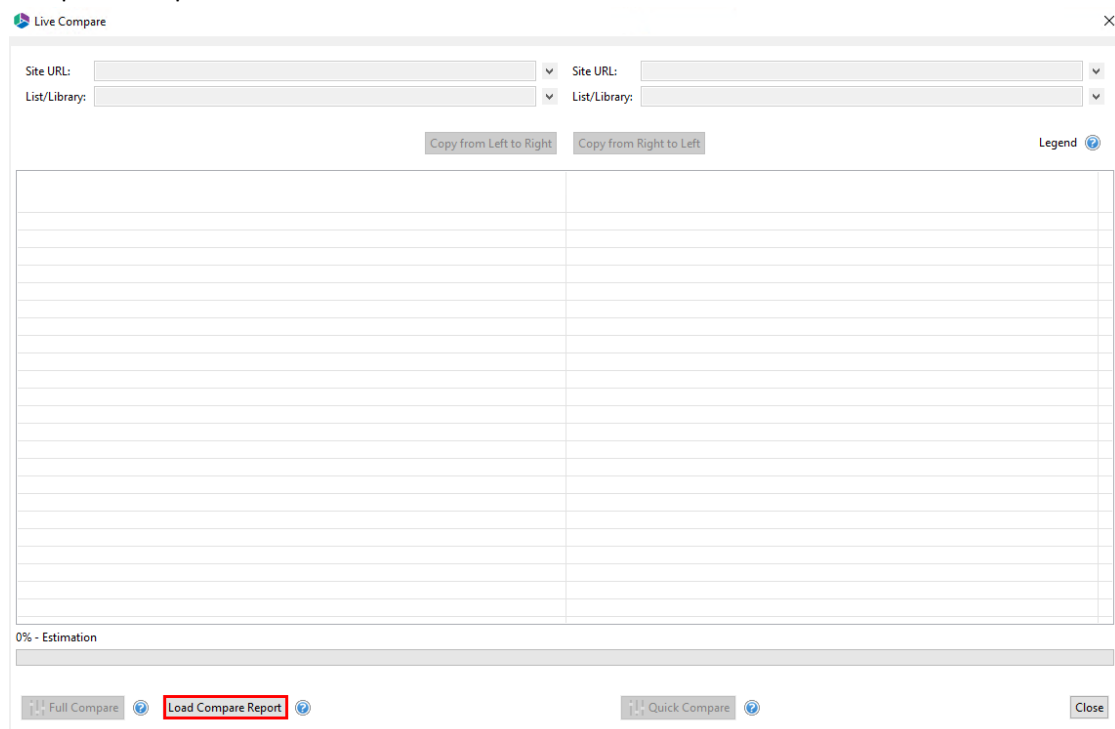 Live Compare
Site URL:
Site URL:
List/Library:
List/Library:
Copy from Left to Right
Copy from Right to Left
Legend
0% - Estimation
Full Compare
Load Compare Report
Quick Compare
Close